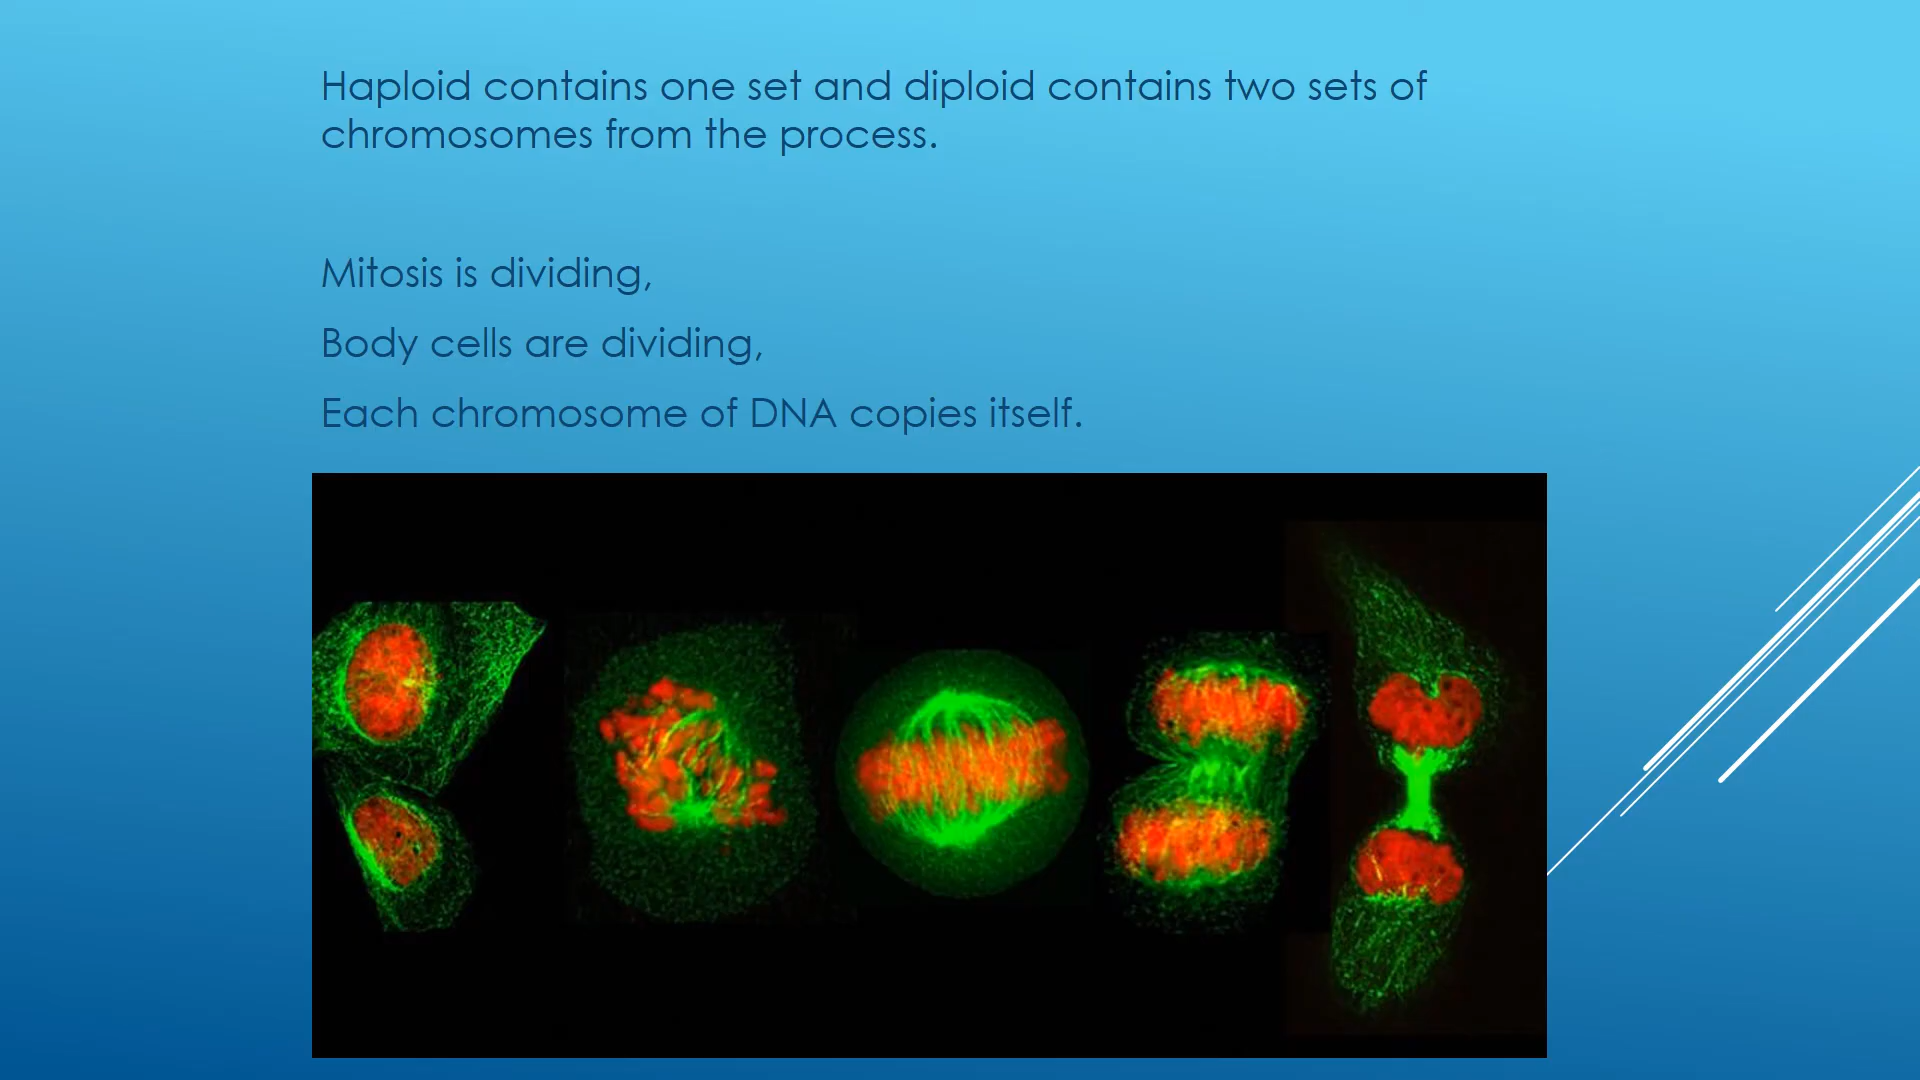 Haploid contains one set and diploid contains two sets of
chromosomes from the process.
Mitosis is dividing,
Body cells are dividing,
Each chromosome of DNA copies itself.